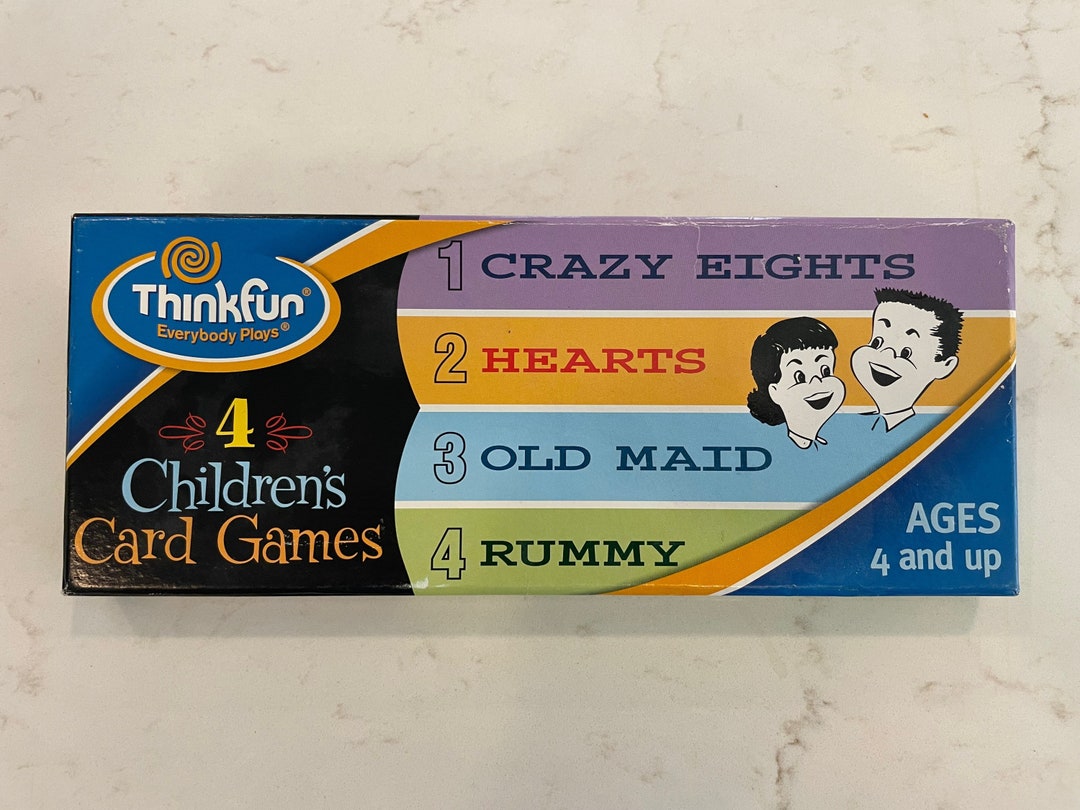 ThinkFun®
Everybody Plays®
4
Children's
Card Games
1 CRAZY EIGHTS
2 HEARTS
3 OLD MAID
4 RUMMY
AGES
4 and up